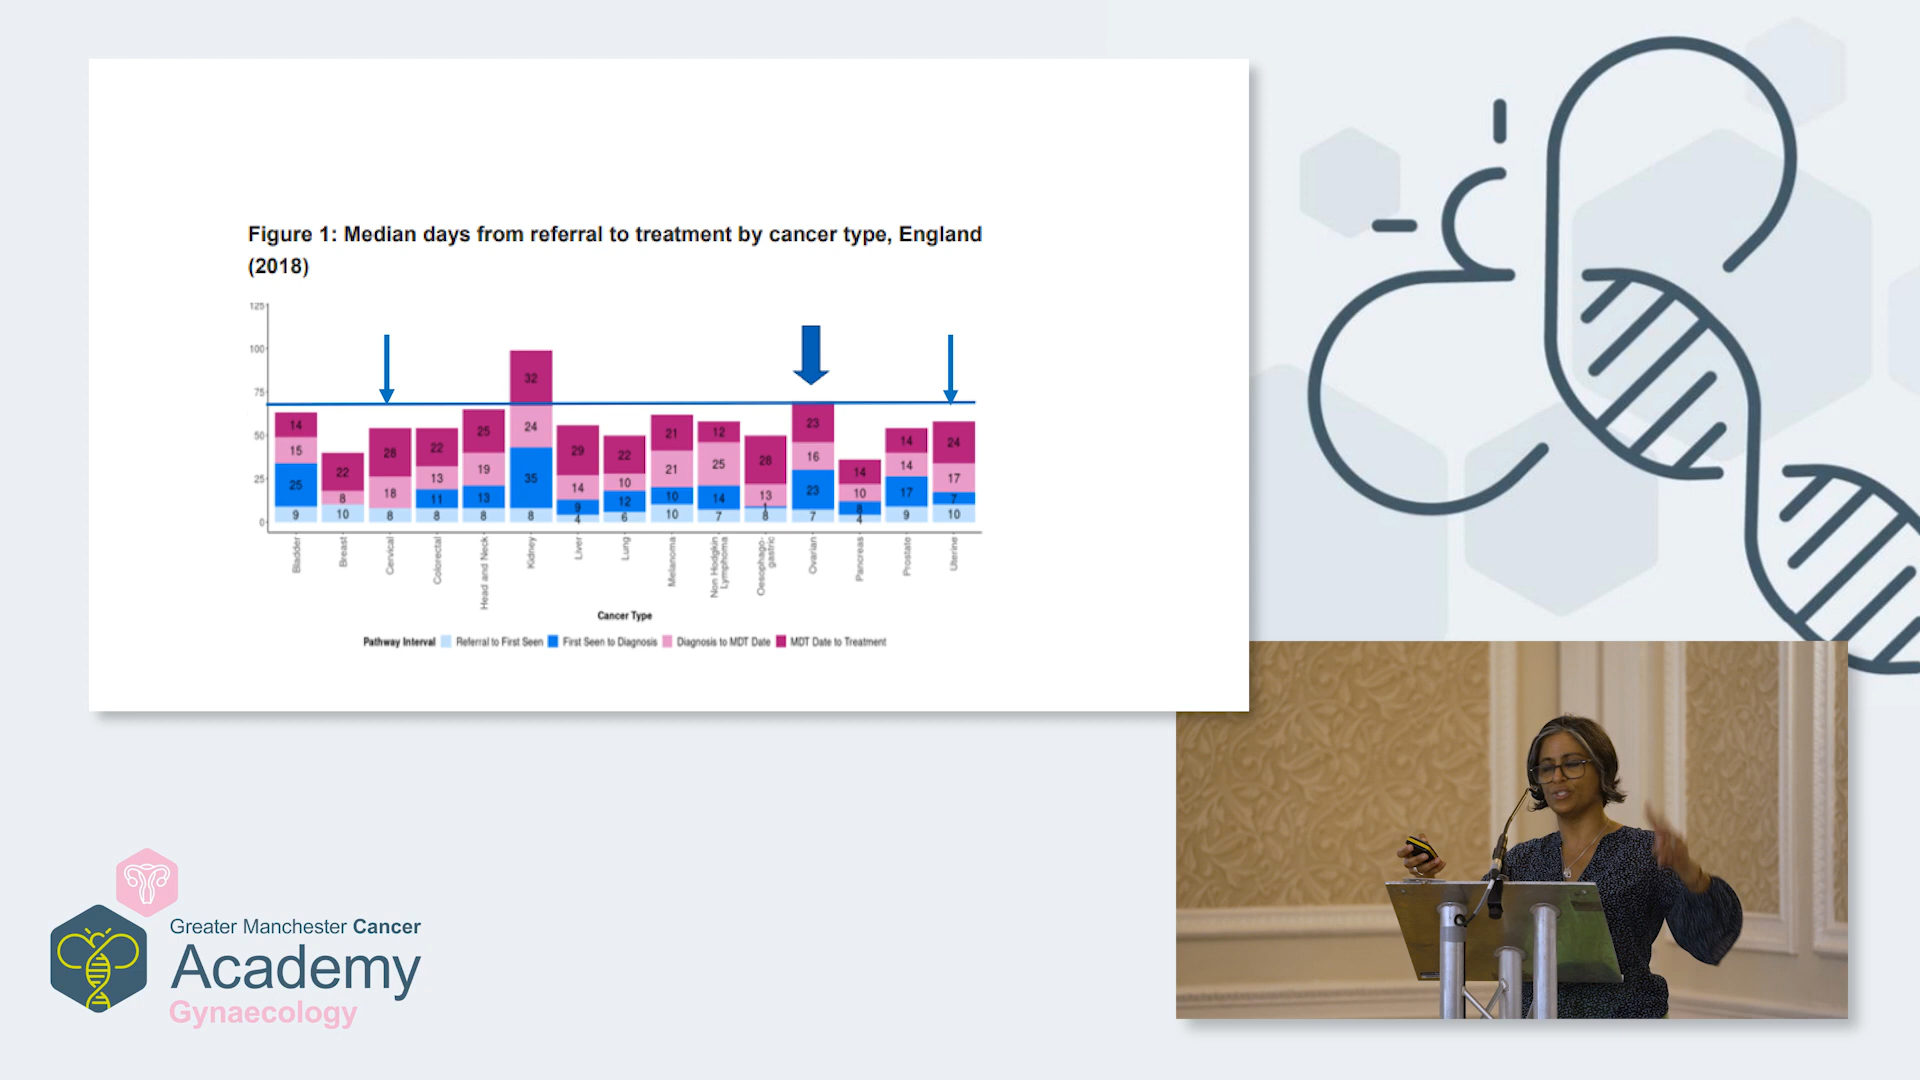 Figure 1: Median days from referral to treatment by cancer type, England
(2018)
125
100
75
50
25
0
14
15
25
9
22
8
10
28
18
8
22
13
11
8
25
19
13
8
32
24
35
8
29
14
9
4
22
10
12
6
21
21
10
10
12
25
14
7
28
13
1
8
23
16
23
7
14
10
8
4
14
14
17
9
24
17
7
10
Bladder
Breast
Cervical
Colorectal
Head and Neck
Kidney
Liver
Lung
Melanoma
Non Hodgkin
Lymphoma
Oesophago-
gastric
Ovarian
Pancreas
Prostate
Uterine
Cancer Type
Pathway Interval Referral to First Seen First Seen to Diagnosis Diagnosis to MDT Date MDT Date to Treatment
Greater Manchester Cancer
Academy
Gynaecology